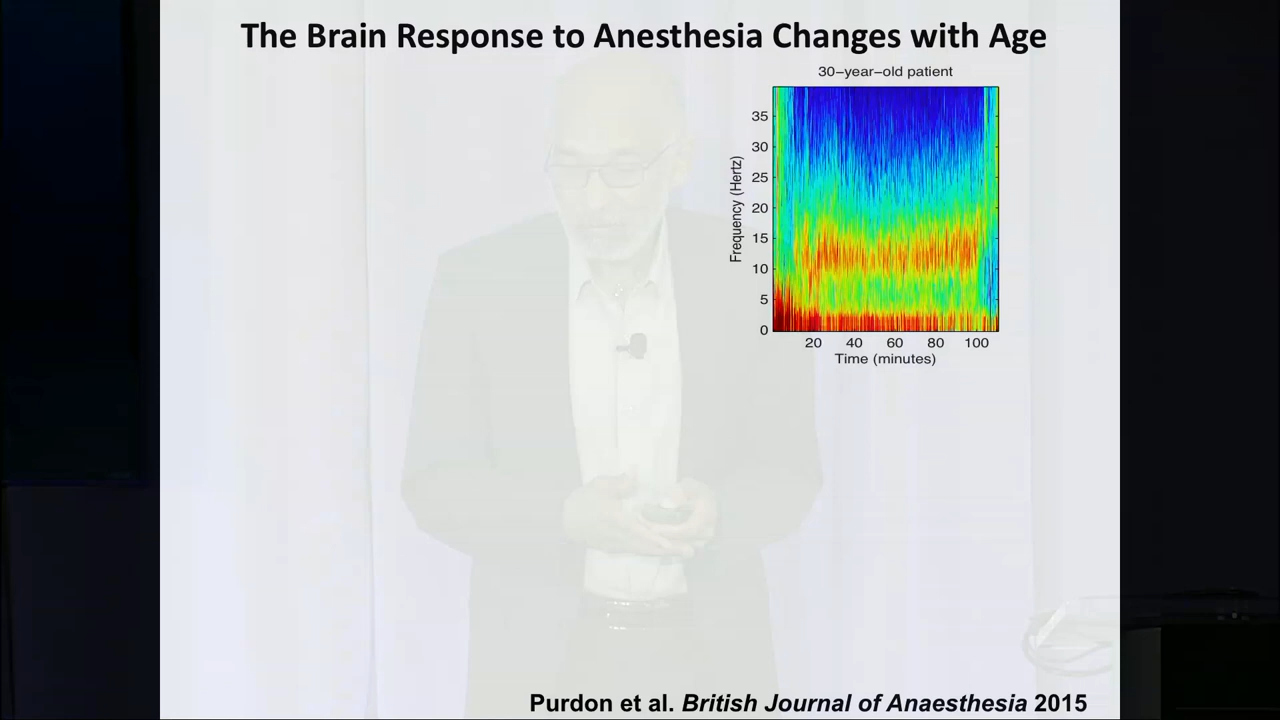 The Brain Response to Anesthesia Changes with Age
30-year-old patient
35
30
25
20
15
10
5
0
Frequency (Hertz)
20 40 60 80 100
Time (minutes)
Purdon et al. British Journal of Anaesthesia 2015